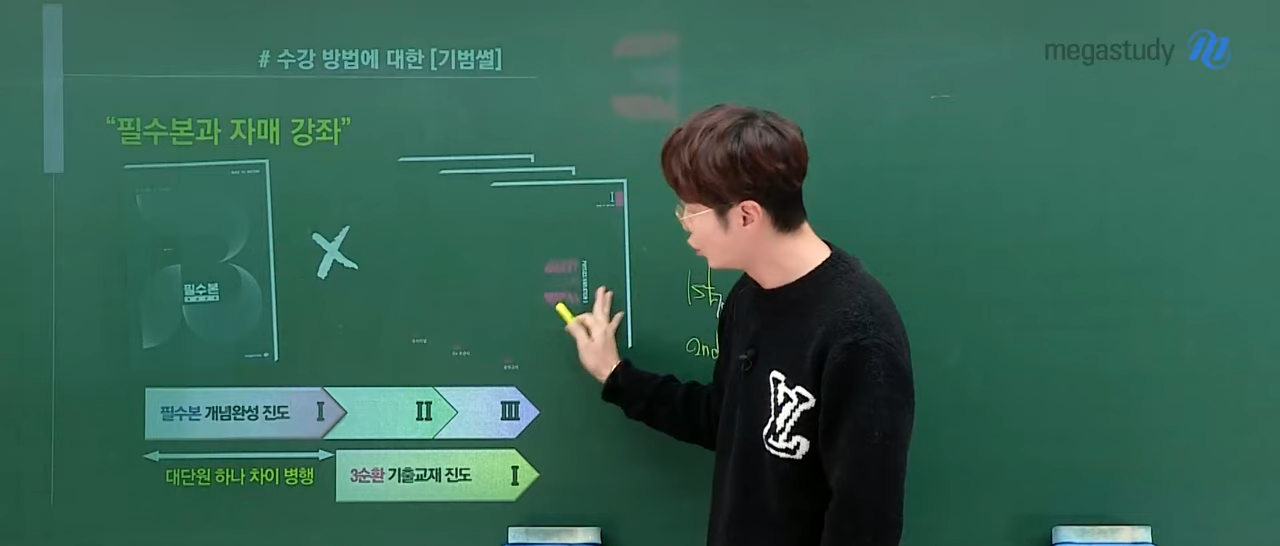 # 수강 방법에 대한 [기범썰]
megastudy
“필수본과 자매 강좌”
I
필수본
1st
2nd
필수본 개념완성 진도 I II III
대단원 하나 차이 병행
3순환 기출교재 진도 I